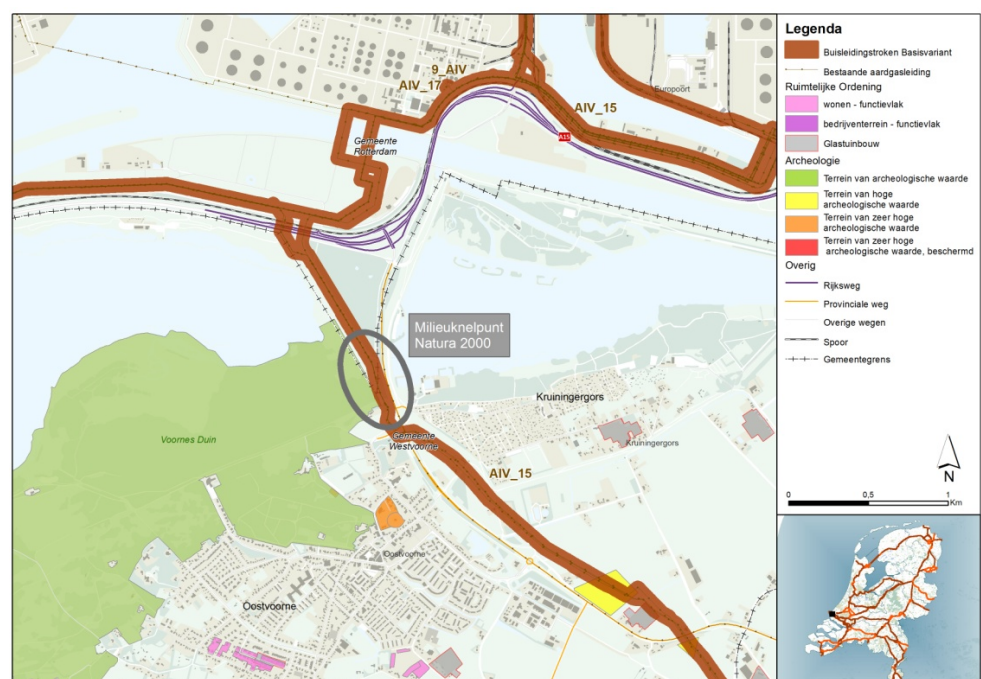 9_AIV
AIV_17
AIV_15
Europoort
A15
Gemeente
Rotterdam
Milieuknelpunt
Natura 2000
Kruiningergors
Kruiningergors
Voornes Duin
Gemeente
Westvoorne
AIV_15
Oostvoorne
Oostvoorne
Legenda
Buisleidingstroken Basisvariant
Bestaande aardgasleiding
Ruimtelijke Ordening
wonen - functievlak
bedrijventerrein - functievlak
Glastuinbouw
Archeologie
Terrein van archeologische waarde
Terrein van hoge
archeologische waarde
Terrein van zeer hoge
archeologische waarde
Terrein van zeer hoge
archeologische waarde, beschermd
Overig
Rijksweg
Provinciale weg
Overige wegen
Spoor
Gemeentegrens
N
0 0,5 1
Km